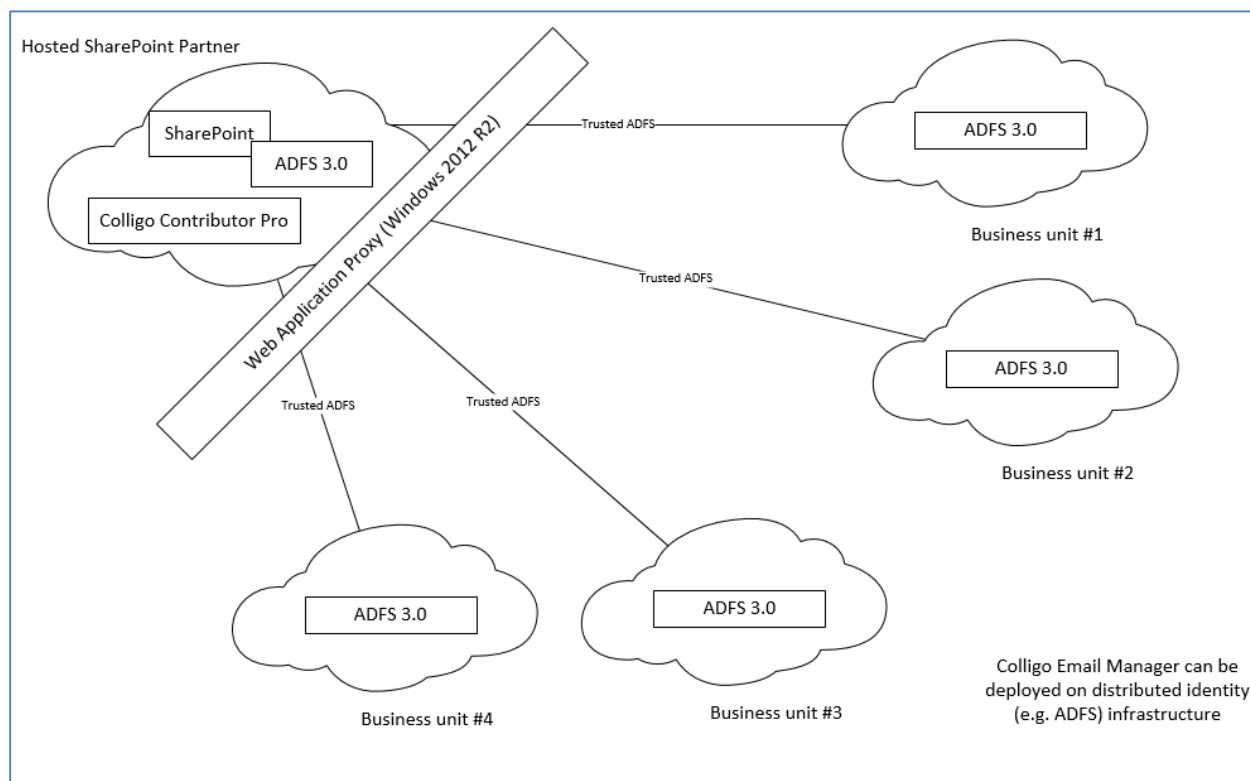 Hosted SharePoint Partner
SharePoint
ADFS 3.0
Colligo Contributor Pro
Web Application Proxy (Windows 2012 R2)
Trusted ADFS
ADFS 3.0
Business unit #1
Trusted ADFS
ADFS 3.0
Business unit #2
Trusted ADFS
Trusted ADFS
ADFS 3.0
Business unit #4
ADFS 3.0
Business unit #3
Colligo Email Manager can be
deployed on distributed identity
(e.g. ADFS) infrastructure